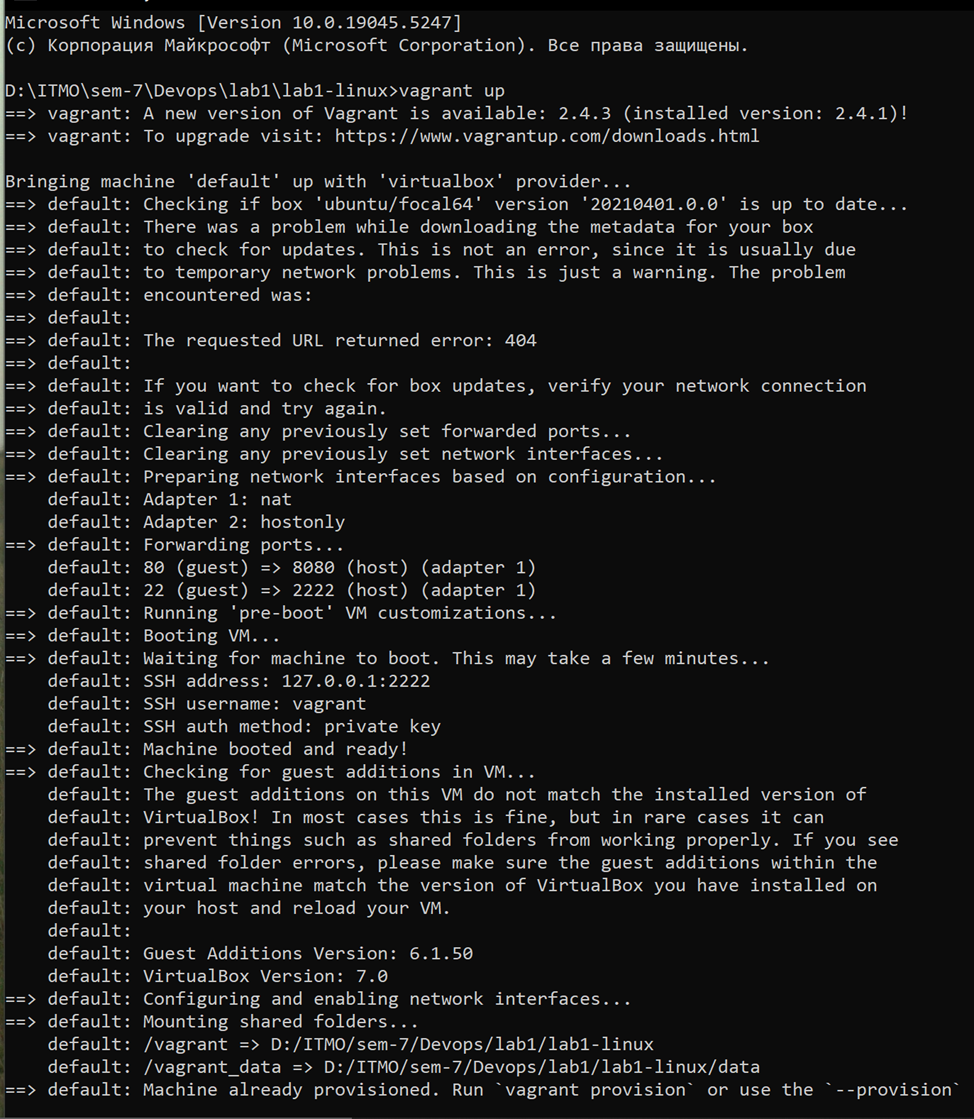 Microsoft Windows [Version 10.0.19045.5247]
(c) Корпорация Майкрософт (Microsoft Corporation). Все права защищены.

D:\ITMO\sem-7\Devops\lab1\lab1-linux>vagrant up
==> vagrant: A new version of Vagrant is available: 2.4.3 (installed version: 2.4.1)!
==> vagrant: To upgrade visit: https://www.vagrantup.com/downloads.html

Bringing machine 'default' up with 'virtualbox' provider...
==> default: Checking if box 'ubuntu/focal64' version '20210401.0.0' is up to date...
==> default: There was a problem while downloading the metadata for your box
==> default: to check for updates. This is not an error, since it is usually due
==> default: to temporary network problems. This is just a warning. The problem
==> default: encountered was:
==> default:
==> default: The requested URL returned error: 404
==> default:
==> default: If you want to check for box updates, verify your network connection
==> default: is valid and try again.
==> default: Clearing any previously set forwarded ports...
==> default: Clearing any previously set network interfaces...
==> default: Preparing network interfaces based on configuration...
    default: Adapter 1: nat
    default: Adapter 2: hostonly
==> default: Forwarding ports...
    default: 80 (guest) => 8080 (host) (adapter 1)
    default: 22 (guest) => 2222 (host) (adapter 1)
==> default: Running 'pre-boot' VM customizations...
==> default: Booting VM...
==> default: Waiting for machine to boot. This may take a few minutes...
    default: SSH address: 127.0.0.1:2222
    default: SSH username: vagrant
    default: SSH auth method: private key
==> default: Machine booted and ready!
==> default: Checking for guest additions in VM...
    default: The guest additions on this VM do not match the installed version of
    default: VirtualBox! In most cases this is fine, but in rare cases it can
    default: prevent things such as shared folders from working properly. If you see
    default: shared folder errors, please make sure the guest additions within the
    default: virtual machine match the version of VirtualBox you have installed on
    default: your host and reload your VM.
    default:
    default: Guest Additions Version: 6.1.50
    default: VirtualBox Version: 7.0
==> default: Configuring and enabling network interfaces...
==> default: Mounting shared folders...
    default: /vagrant => D:/ITMO/sem-7/Devops/lab1/lab1-linux
    default: /vagrant_data => D:/ITMO/sem-7/Devops/lab1/lab1-linux/data
==> default: Machine already provisioned. Run `vagrant provision` or use the `--provision`